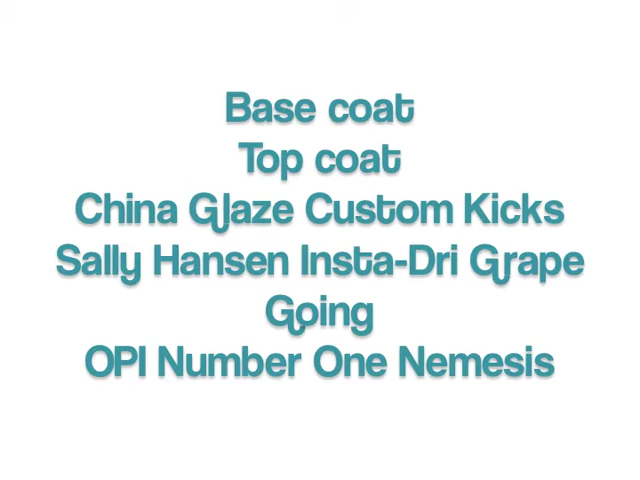 Base coat
Top coat
China Glaze Custom Kicks
Sally Hansen Insta-Dri Grape
Going
OPI Number One Nemesis